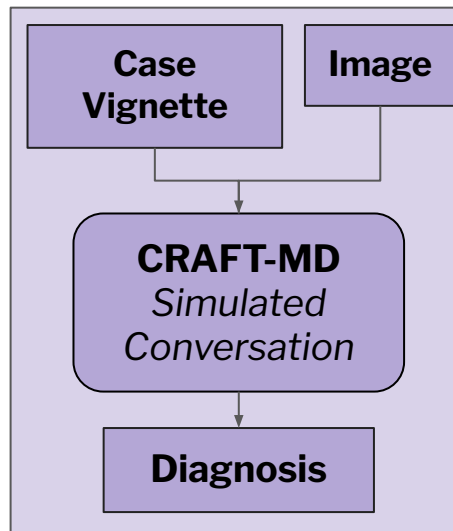 Case
Vignette
Image
CRAFT-MD
Simulated
Conversation
Diagnosis